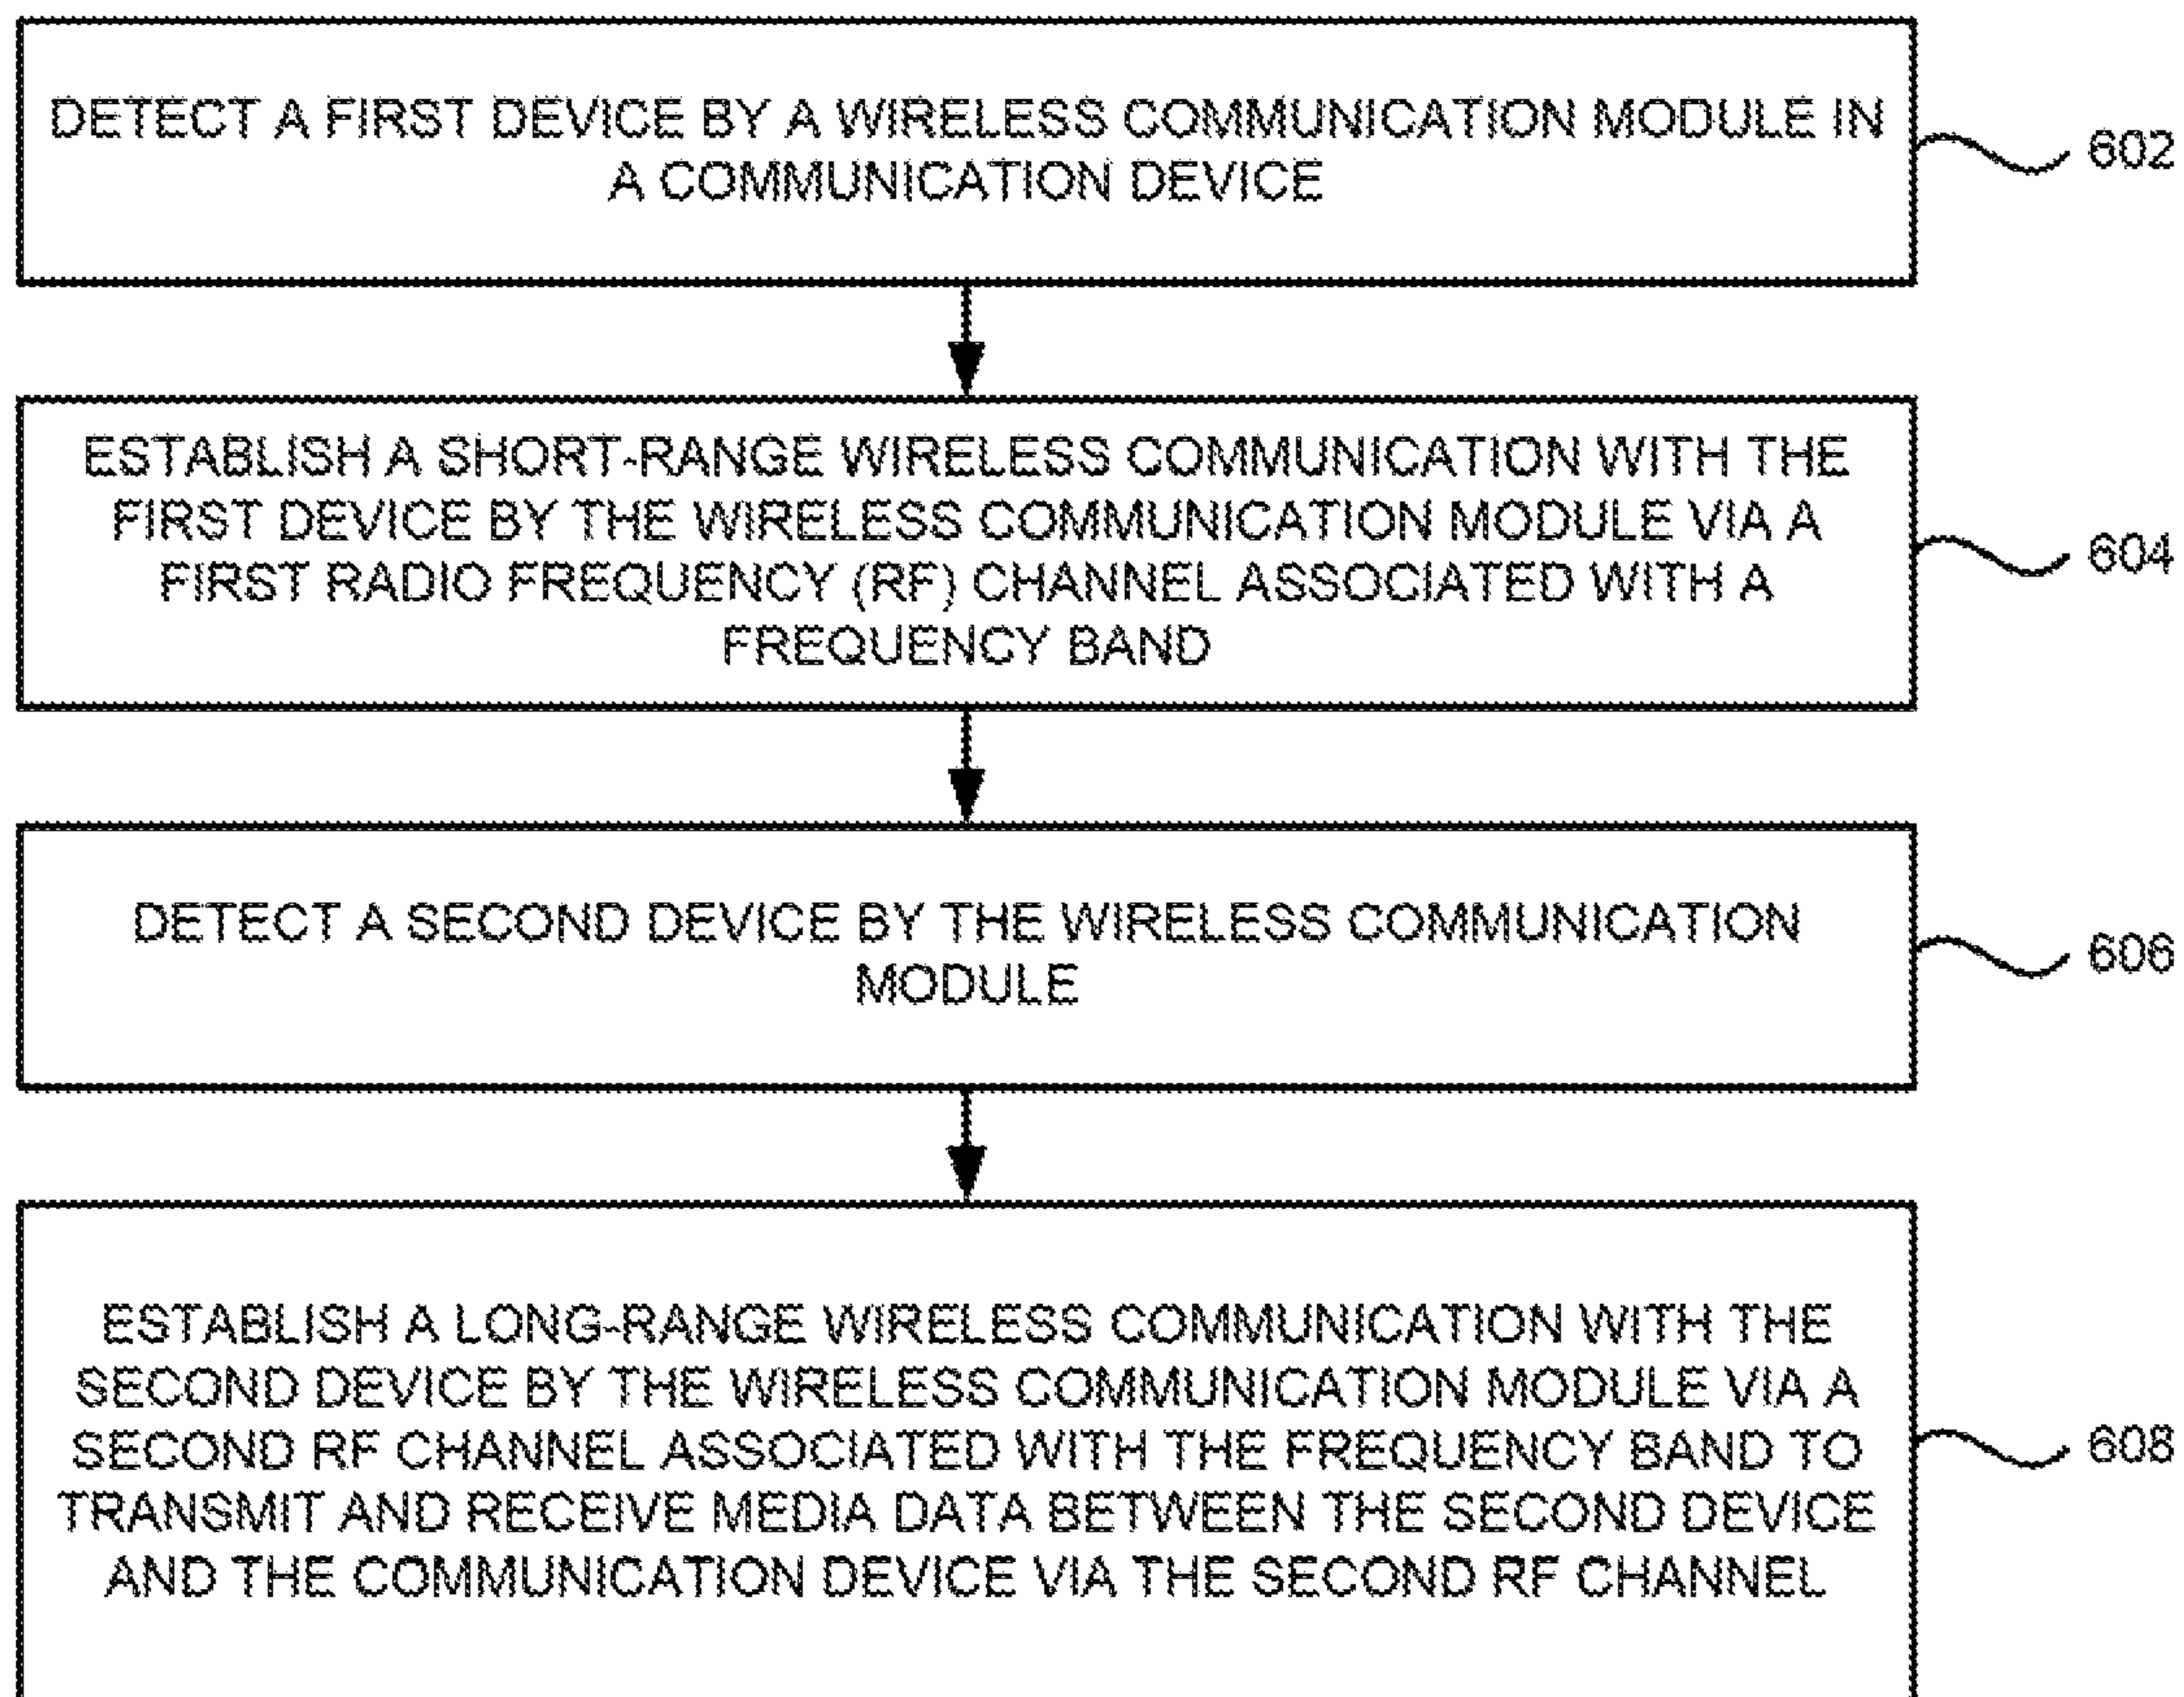 DETECT A FIRST DEVICE BY A WIRELESS COMMUNICATION MODULE IN
A COMMUNICATION DEVICE
602
ESTABLISH A SHORT-RANGE WIRELESS COMMUNICATION WITH THE
FIRST DEVICE BY THE WIRELESS COMMUNICATION MODULE VIA A
FIRST RADIO FREQUENCY (RF) CHANNEL ASSOCIATED WITH A
FREQUENCY BAND
604
DETECT A SECOND DEVICE BY THE WIRELESS COMMUNICATION
MODULE
606
ESTABLISH A LONG-RANGE WIRELESS COMMUNICATION WITH THE
SECOND DEVICE BY THE WIRELESS COMMUNICATION MODULE VIA A
SECOND RF CHANNEL ASSOCIATED WITH THE FREQUENCY BAND TO
TRANSMIT AND RECEIVE MEDIA DATA BETWEEN THE SECOND DEVICE
AND THE COMMUNICATION DEVICE VIA THE SECOND RF CHANNEL
608